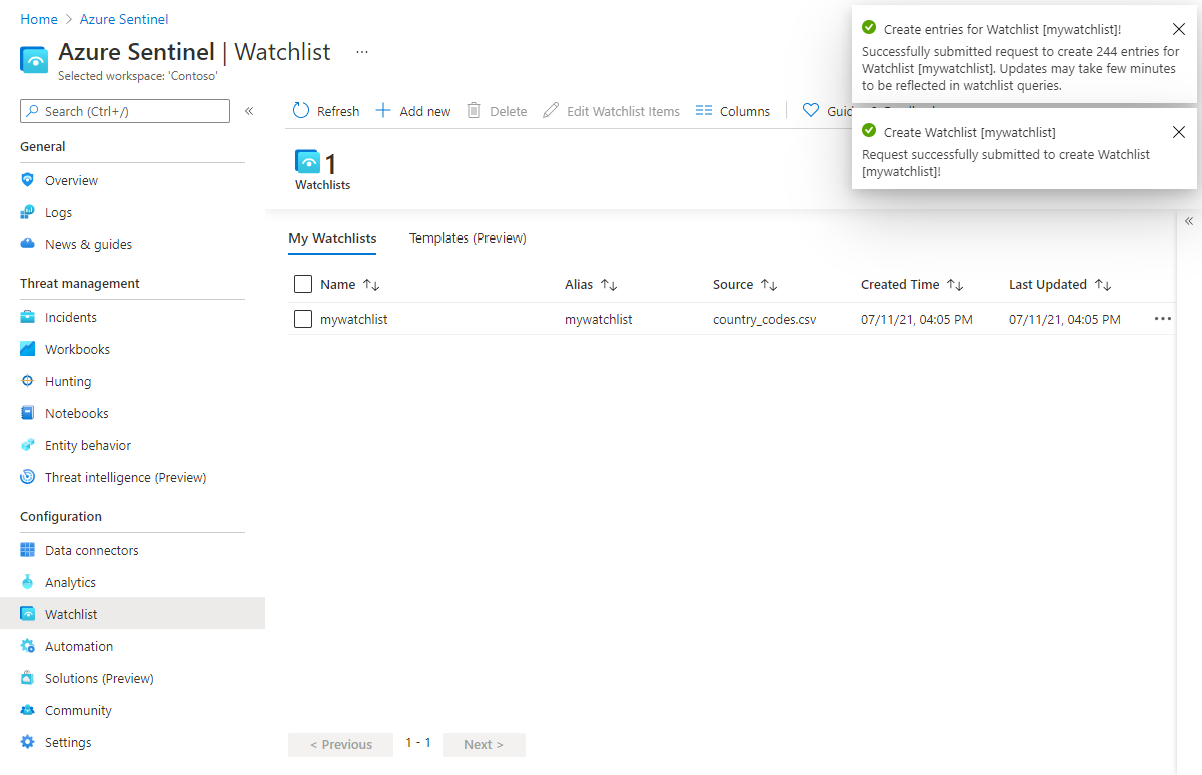 Home > Azure Sentinel
Azure Sentinel | Watchlist ...
Selected workspace: 'Contoso'
Search (Ctrl+/)
«
General
Overview
Logs
News & guides
Threat management
Incidents
Workbooks
Hunting
Notebooks
Entity behavior
Threat intelligence (Preview)
Configuration
Data connectors
Analytics
Watchlist
Automation
Solutions (Preview)
Community
Settings
Refresh + Add new Delete Edit Watchlist Items Columns
1
Watchlists
My Watchlists Templates (Preview)
Name ↑↓ Alias ↑↓ Source ↑↓ Created Time ↑↓ Last Updated ↑↓
mywatchlist mywatchlist country_codes.csv 07/11/21, 04:05 PM 07/11/21, 04:05 PM ...
< Previous 1 - 1 Next >
Create entries for Watchlist [mywatchlist]!
Successfully submitted request to create 244 entries for
Watchlist [mywatchlist]. Updates may take few minutes
to be reflected in watchlist queries.
Create Watchlist [mywatchlist]
Request successfully submitted to create Watchlist
[mywatchlist]!
«